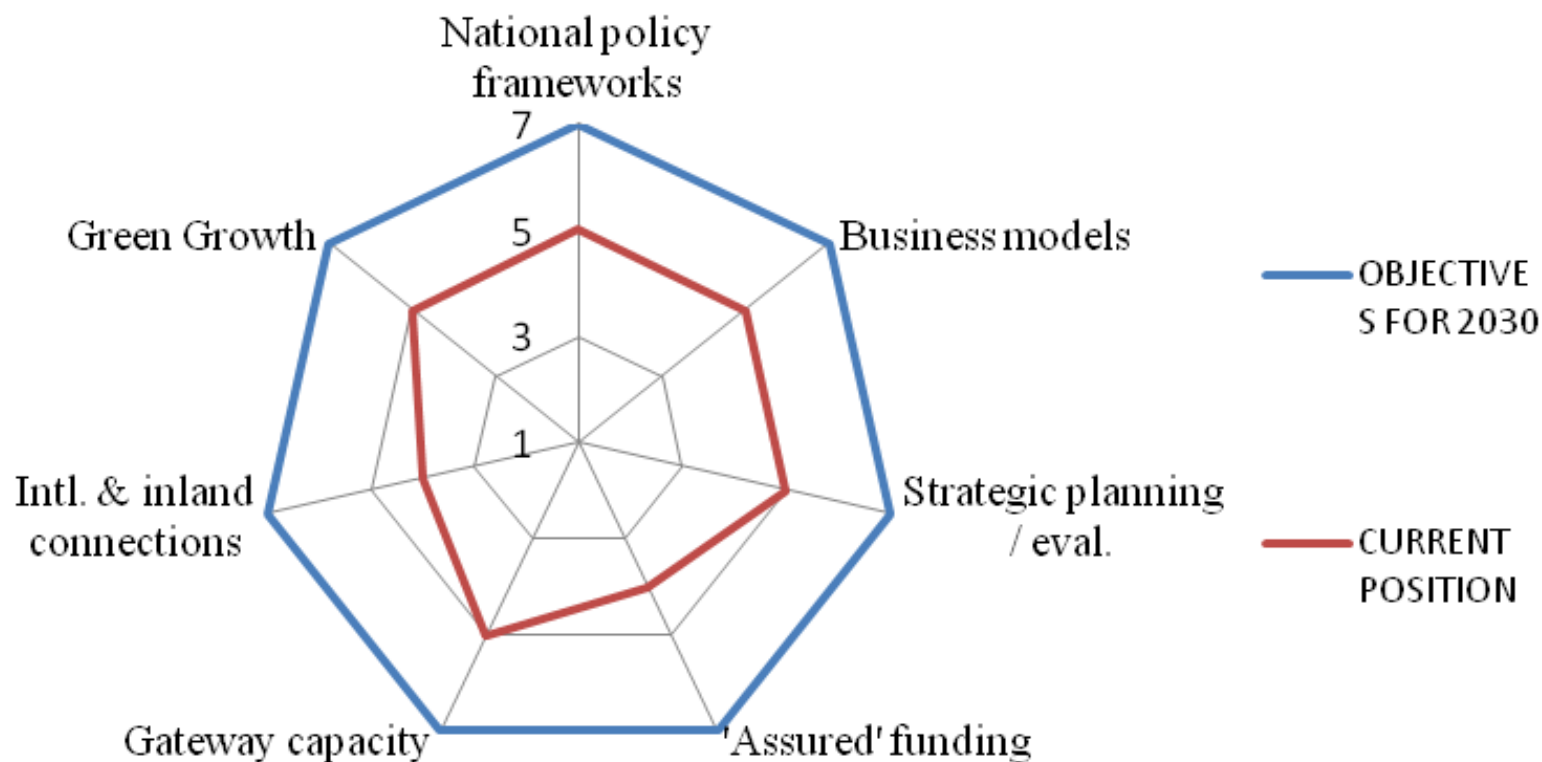 National policy
frameworks
7
5
3
1
Green Growth
Business models
Intl. & inland
connections
Strategic planning
/ eval.
Gateway capacity
'Assured' funding
OBJECTIVE
S FOR 2030
CURRENT
POSITION